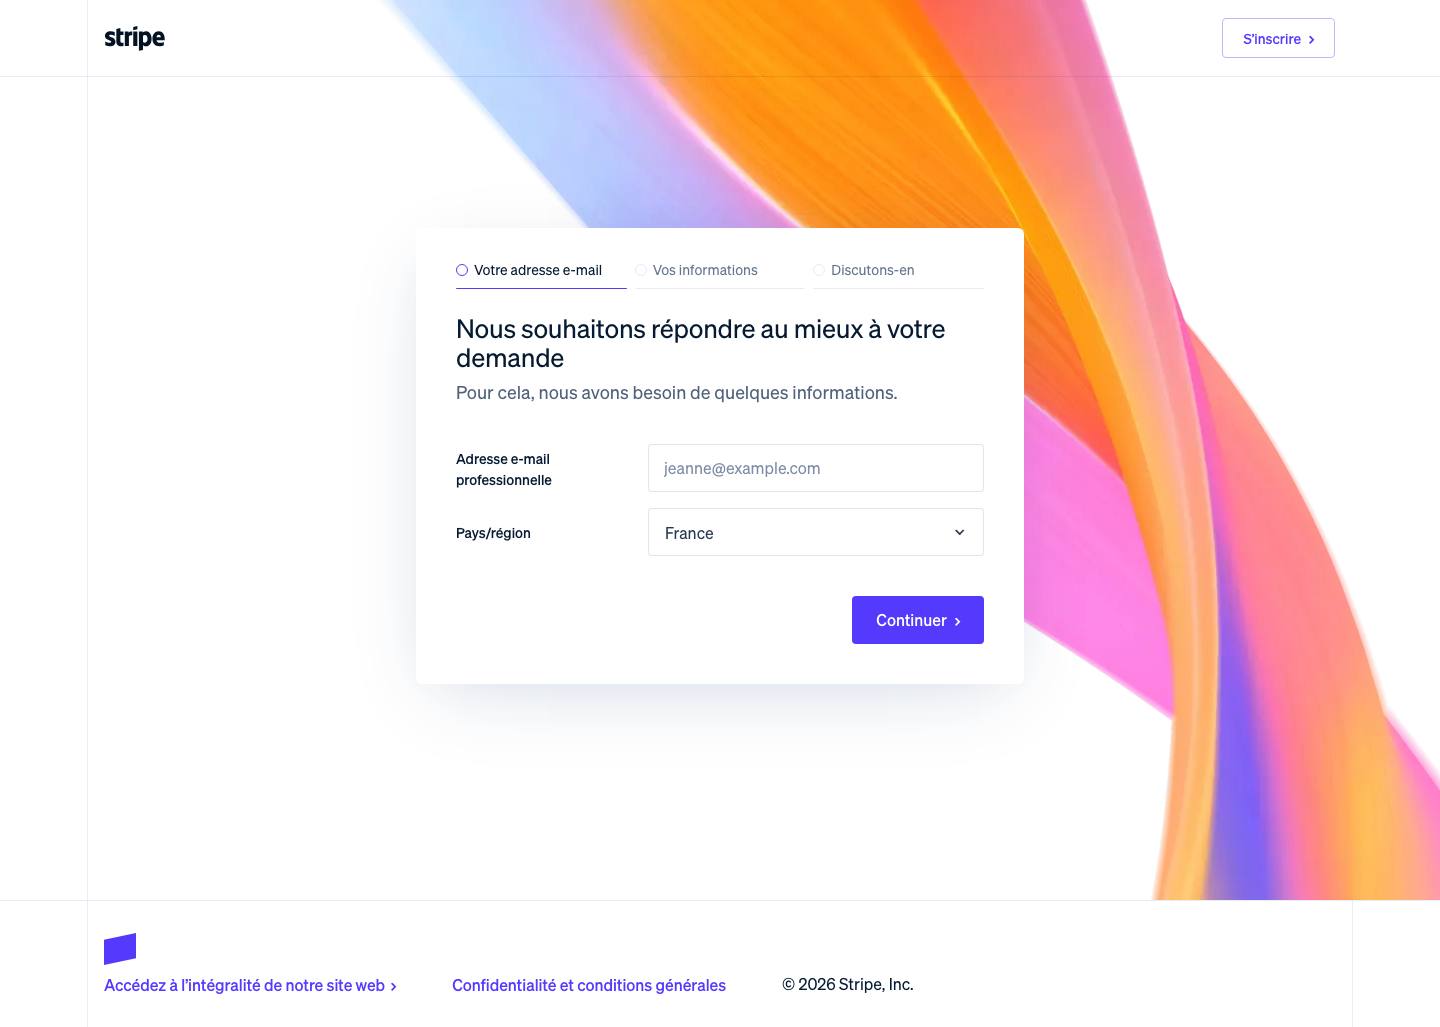 stripe
S'inscrire
Votre adresse e-mail
Vos informations
Discutons-en
Nous souhaitons répondre au mieux à votre
demande
Pour cela, nous avons besoin de quelques informations.
Adresse e-mail
professionnelle
jeanne@example.com
Pays/région
France
Continuer
Accédez à l'intégralité de notre site web
Confidentialité et conditions générales
© 2026 Stripe, Inc.